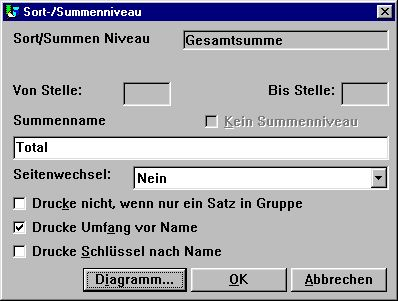 Sort-/Summenniveau
Sort/Summen Niveau Gesamtsumme
Von Stelle: Bis Stelle:
Summenname Kein Summenniveau
Total
Seitenwechsel: Nein
Drucke nicht, wenn nur ein Satz in Gruppe
Drucke Umfang vor Name
Drucke Schlüssel nach Name
Diagramm... OK Abbrechen